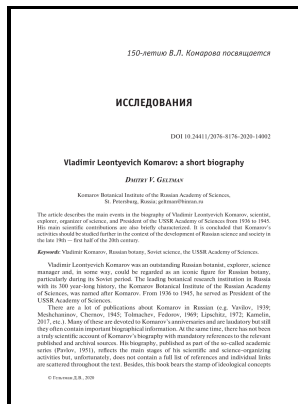 150-летию В.Л. Комарова посвящается
ИССЛЕДОВАНИЯ
DOI 10.24411/2076-8176-2020-14002
Vladimir Leontyevich Komarov: a short biography
Dmitry V. Geltman
Komarov Botanical Institute of the Russian Academy of Sciences,
St. Petersburg, Russia; geltman@binran.ru
The article describes the main events in the biography of Vladimir Leontyevich Komarov, scientist,
explorer, organizer of science, and President of the USSR Academy of Sciences from 1936 to 1945.
His main scientific contributions are also briefly characterized. It is concluded that Komarov's
activities should be studied further in the context of the development of Russian science and society in
the late 19th — first half of the 20th century.
Keywords: Vladimir Komarov, Russian botany, Soviet science, the USSR Academy of Sciences.
Vladimir Leontyevich Komarov was an outstanding Russian botanist, explorer, science
manager and, in some way, could be regarded as an iconic figure for Russian botany,
particularly during its Soviet period. The leading botanical research institution in Russia
with its 300 year-long history, the Komarov Botanical Institute of the Russian Academy
of Sciences, was named after Komarov. From 1936 to 1945, he served as President of the
USSR Academy of Sciences.
There are a lot of publications about Komarov in Russian (e.g. Vavilov, 1939;
Meshchaninov, Chernov, 1945; Tolmachev, Fedorov, 1969; Lipschitz, 1972; Kamelin,
2017, etc.). Many of these are devoted to Komarov's anniversaries and are laudatory but still
they often contain important biographical information. At the same time, there has not been
a truly scientific account of Komarov's biography with mandatory references to the relevant
published and archival sources. His biography, published as part of the so-called academic
series (Pavlov, 1951), reflects the main stages of his scientific and science-organizing
activities but, unfortunately, does not contain a full list of references and individual links
are scattered throughout the text. Besides, this book bears the stamp of ideological concepts
© Гельтман Д.В., 2020